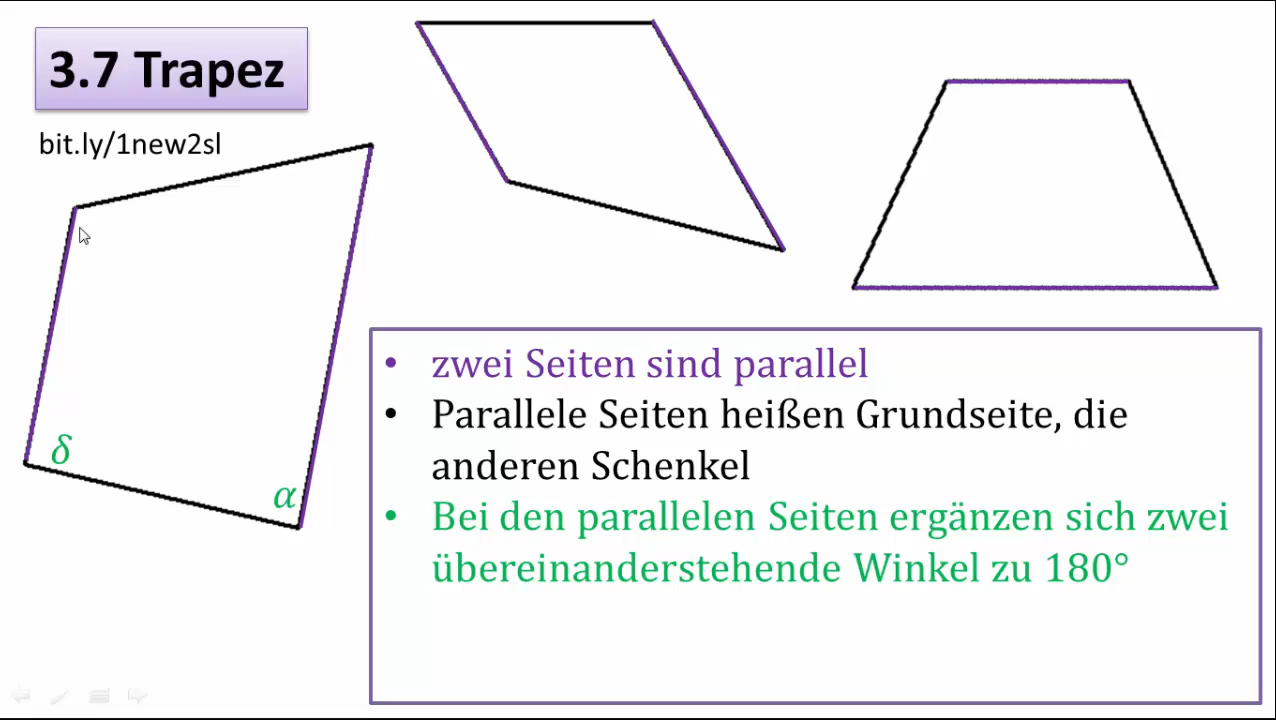 3.7 Trapez
bit.ly/1new2sl
δ
α
• zwei Seiten sind parallel
• Parallele Seiten heißen Grundseite, die
anderen Schenkel
• Bei den parallelen Seiten ergänzen sich zwei
übereinanderstehende Winkel zu 180°